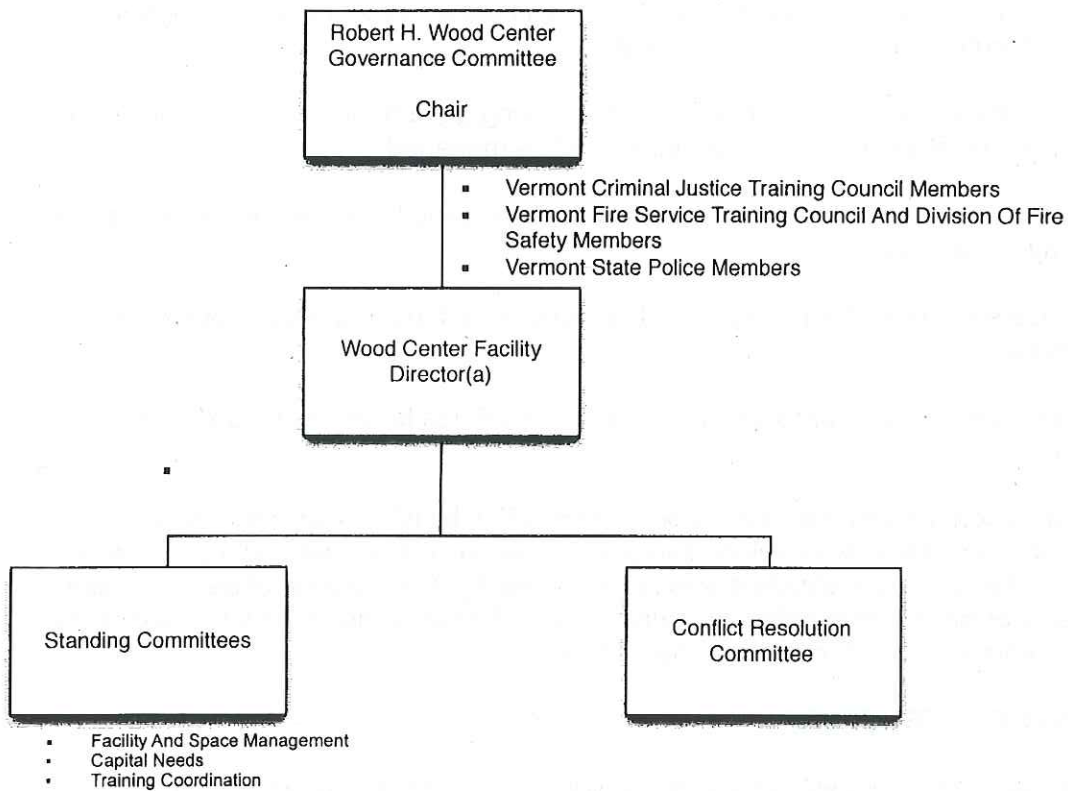 Robert H. Wood Center
Governance Committee
Chair
▪ Vermont Criminal Justice Training Council Members
▪ Vermont Fire Service Training Council And Division Of Fire
Safety Members
▪ Vermont State Police Members
Wood Center Facility
Director(a)
▪
Standing Committees
Conflict Resolution
Committee
▪ Facility And Space Management
▪ Capital Needs
▪ Training Coordination